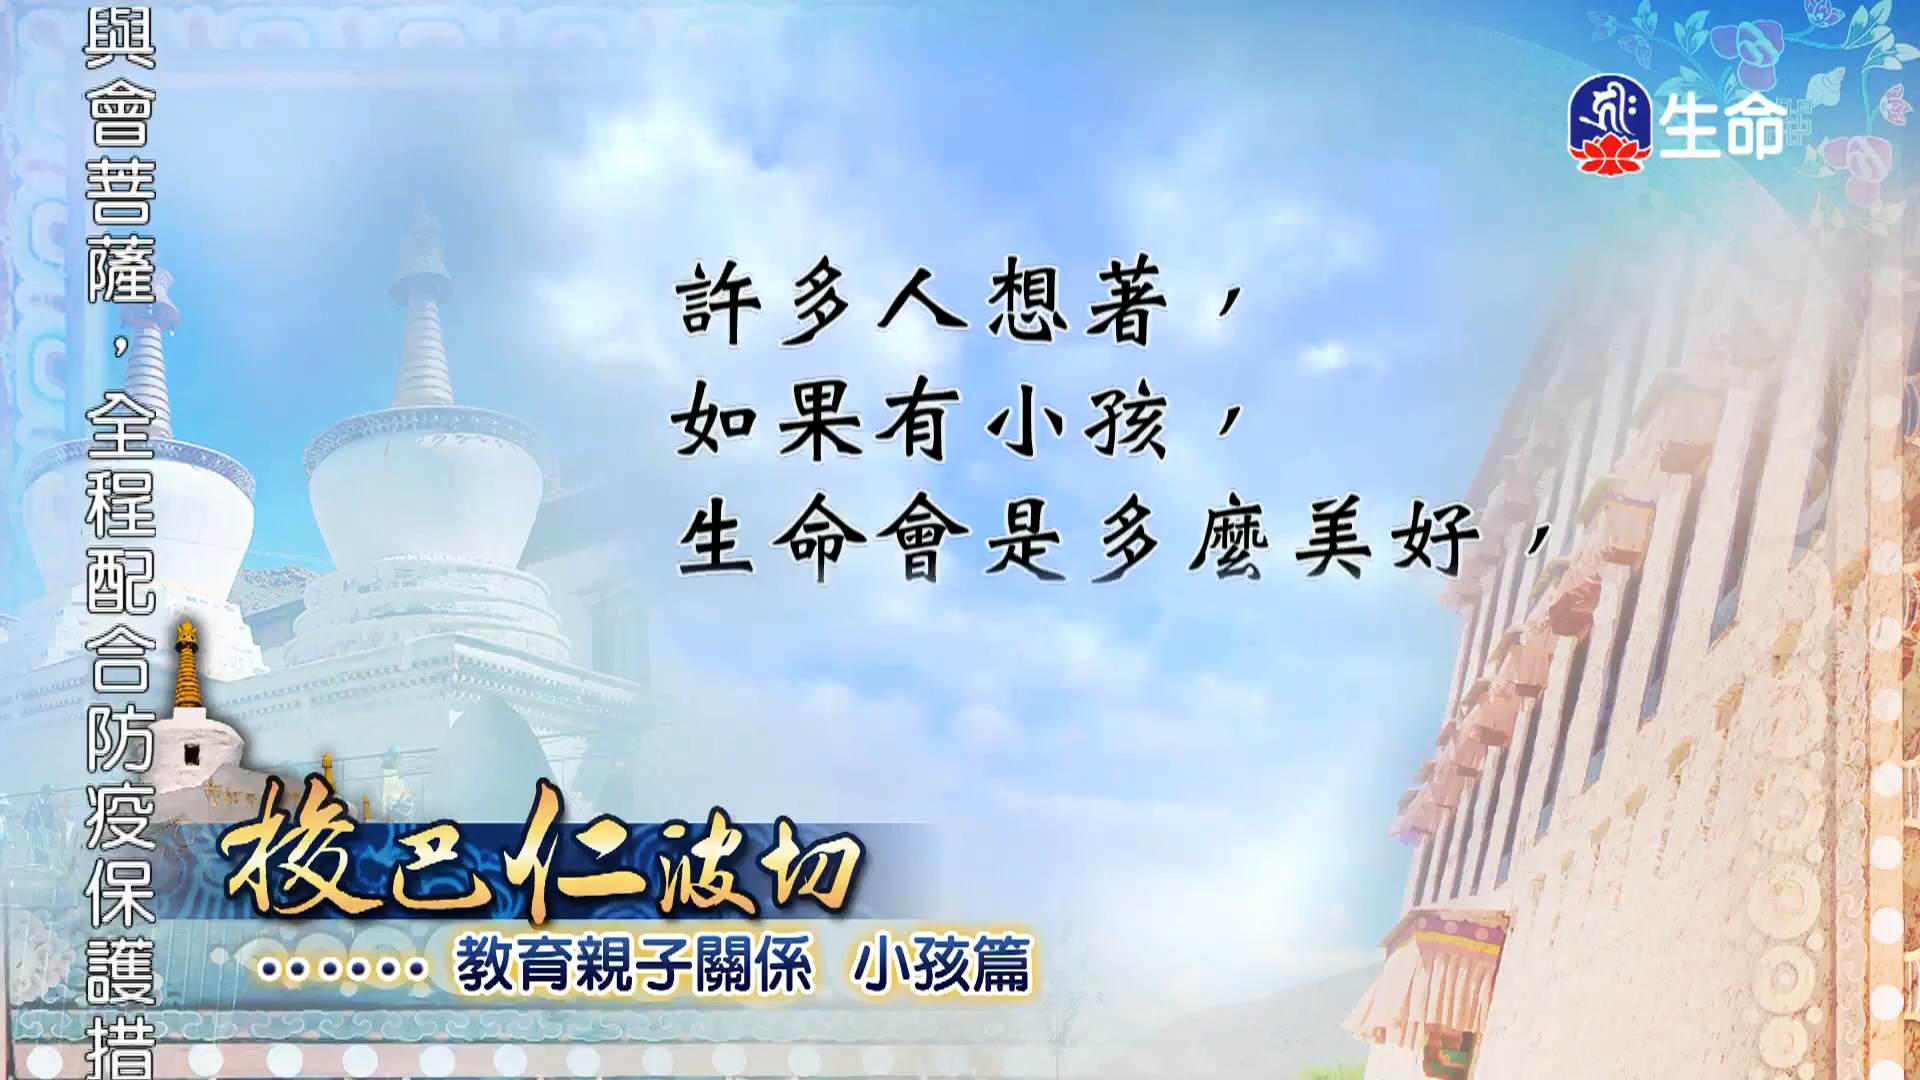 與會菩薩，全程配合防疫保護措
生命
許多人想著，
如果有小孩，
生命會是多麼美好，
梭巴仁波切
……教育親子關係 小孩篇